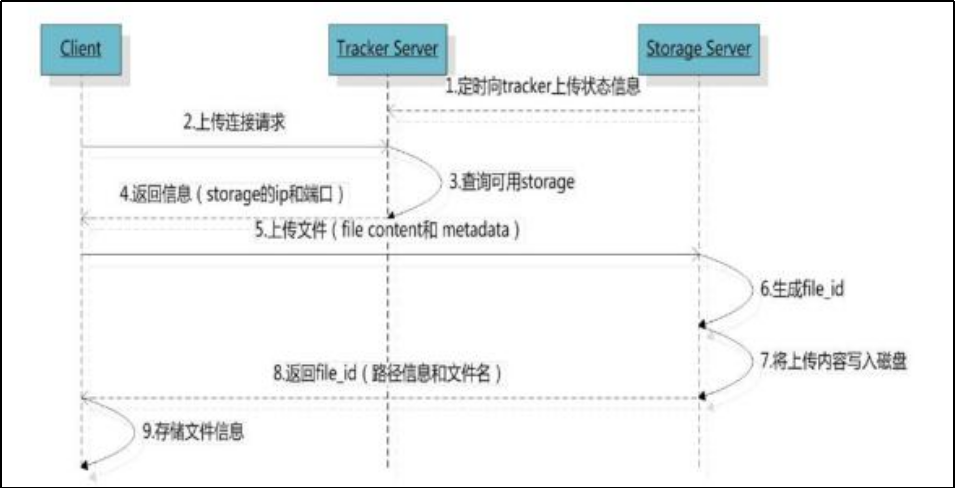 Client
Tracker Server
Storage Server
1.定时向tracker上传状态信息
2.上传连接请求
3.查询可用storage
4.返回信息（storage的ip和端口）
5.上传文件（file content和 metadata）
6.生成file_id
7.将上传内容写入磁盘
8.返回file_id（路径信息和文件名）
9.存储文件信息